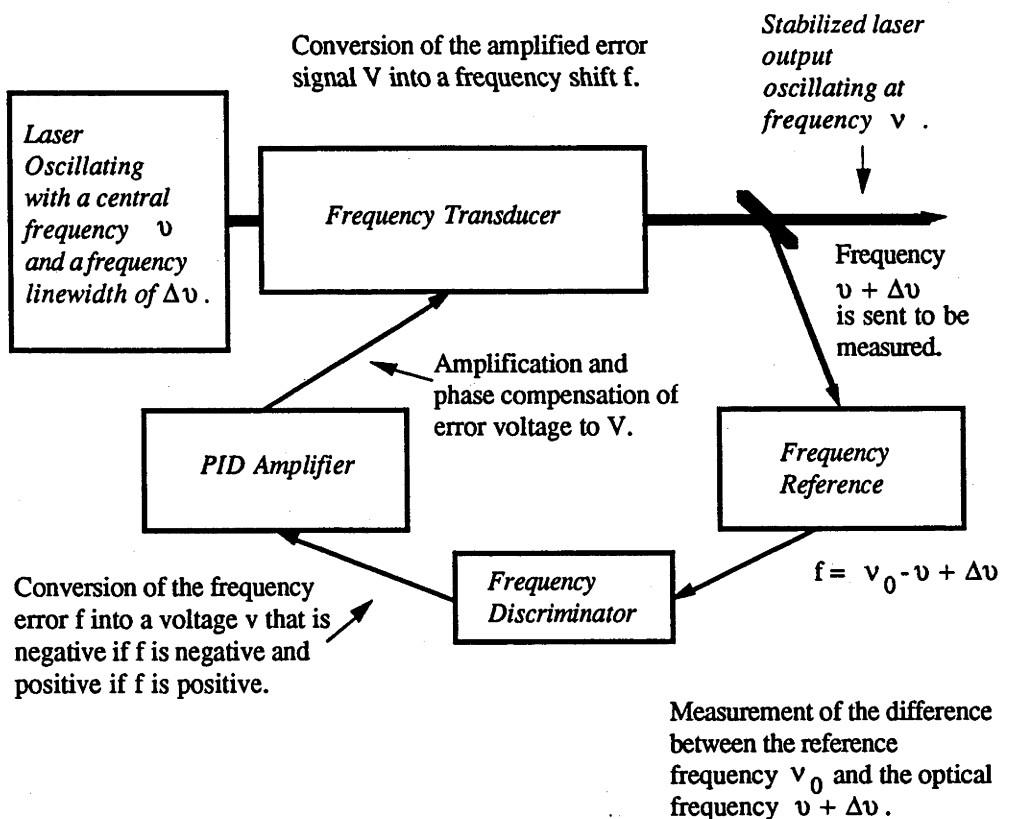 Conversion of the amplified error
signal V into a frequency shift f.
Stabilized laser
output
oscillating at
frequency ν .
Laser
Oscillating
with a central
frequency υ
and a frequency
linewidth of Δυ .
Frequency Transducer
Frequency
υ + Δυ
is sent to be
measured.
Amplification and
phase compensation of
error voltage to V.
PID Amplifier
Frequency
Reference
f = ν₀ - υ + Δυ
Frequency
Discriminator
Conversion of the frequency
error f into a voltage v that is
negative if f is negative and
positive if f is positive.
Measurement of the difference
between the reference
frequency ν₀ and the optical
frequency υ + Δυ .